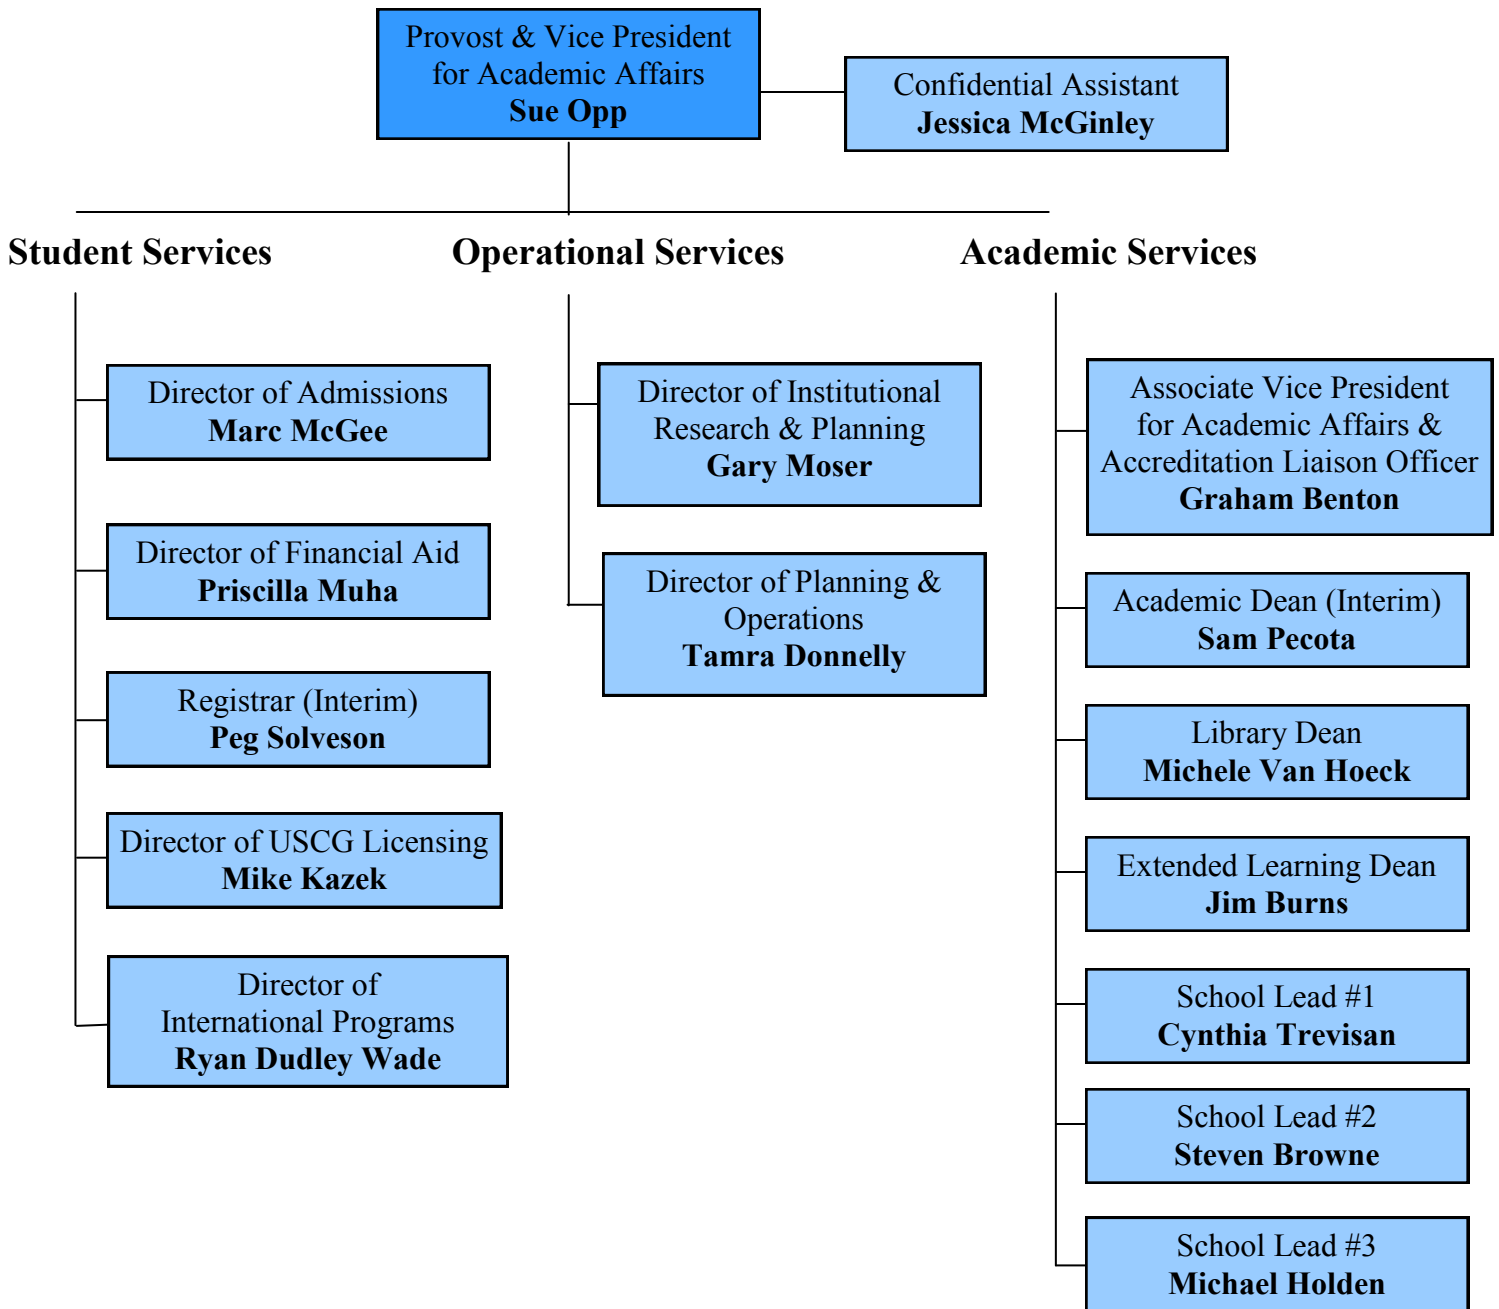 Provost & Vice President
for Academic Affairs
Sue Opp
Confidential Assistant
Jessica McGinley
Student Services
Operational Services
Academic Services
Director of Admissions
Marc McGee
Director of Financial Aid
Priscilla Muha
Registrar (Interim)
Peg Solveson
Director of USCG Licensing
Mike Kazek
Director of
International Programs
Ryan Dudley Wade
Director of Institutional
Research & Planning
Gary Moser
Director of Planning &
Operations
Tamra Donnelly
Associate Vice President
for Academic Affairs &
Accreditation Liaison Officer
Graham Benton
Academic Dean (Interim)
Sam Pecota
Library Dean
Michele Van Hoeck
Extended Learning Dean
Jim Burns
School Lead #1
Cynthia Trevisan
School Lead #2
Steven Browne
School Lead #3
Michael Holden